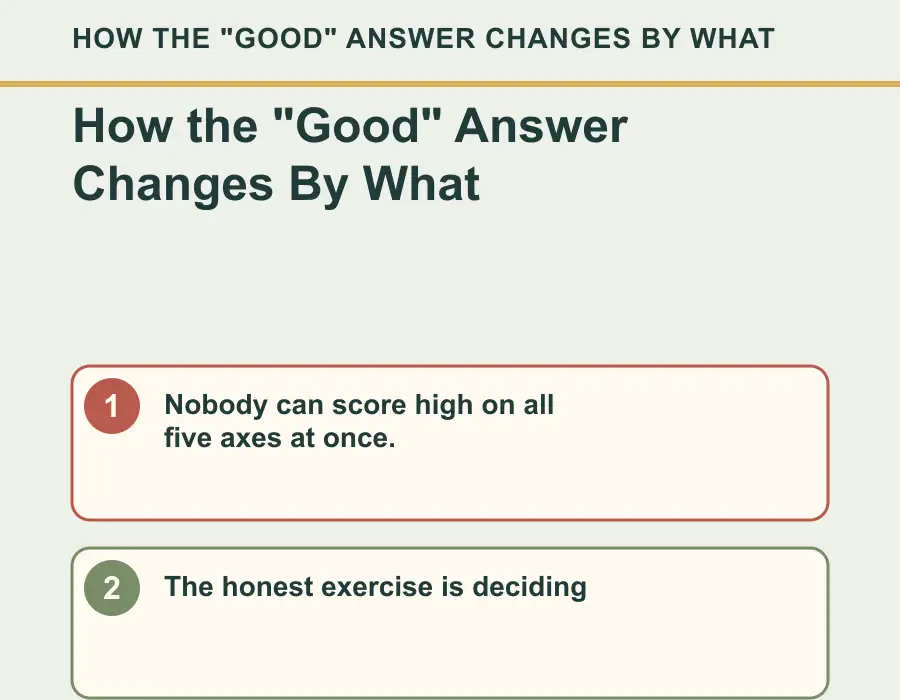 HOW THE "GOOD" ANSWER CHANGES BY WHAT
How the "Good" Answer
Changes By What
1
Nobody can score high on all
five axes at once.
2
The honest exercise is deciding